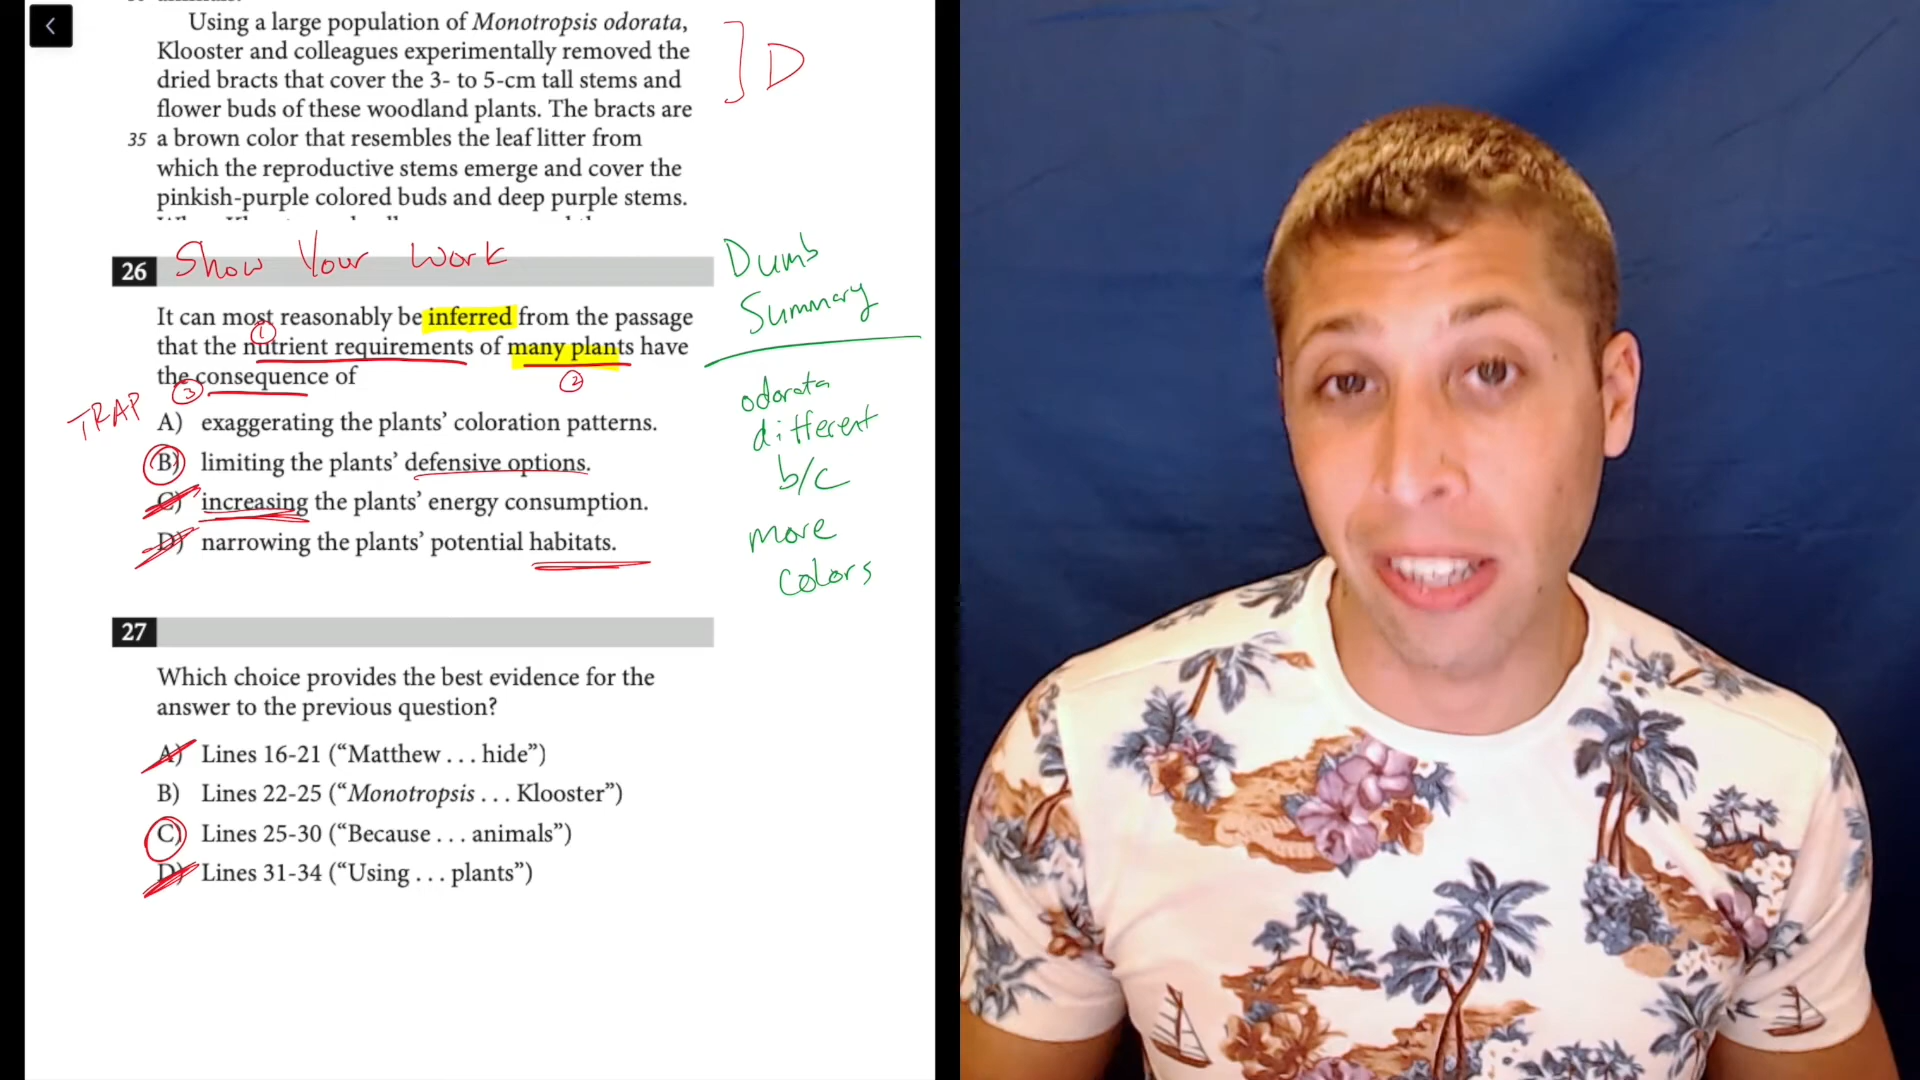 Using a large population of Monotropsis odorata,
Klooster and colleagues experimentally removed the
dried bracts that cover the 3- to 5-cm tall stems and
flower buds of these woodland plants. The bracts are
35 a brown color that resembles the leaf litter from
which the reproductive stems emerge and cover the
pinkish-purple colored buds and deep purple stems.
D
26 Show Your Work
It can most reasonably be inferred from the passage
1
that the nutrient requirements of many plants have
the consequence of
2
3
TRAP
A) exaggerating the plants’ coloration patterns.
B) limiting the plants’ defensive options.
C) increasing the plants’ energy consumption.
D) narrowing the plants’ potential habitats.
Dumb
Summary
odorata
different
b/c
more
colors
27
Which choice provides the best evidence for the
answer to the previous question?
A) Lines 16-21 (“Matthew . . . hide”)
B) Lines 22-25 (“Monotropsis . . . Klooster”)
C) Lines 25-30 (“Because . . . animals”)
D) Lines 31-34 (“Using . . . plants”)